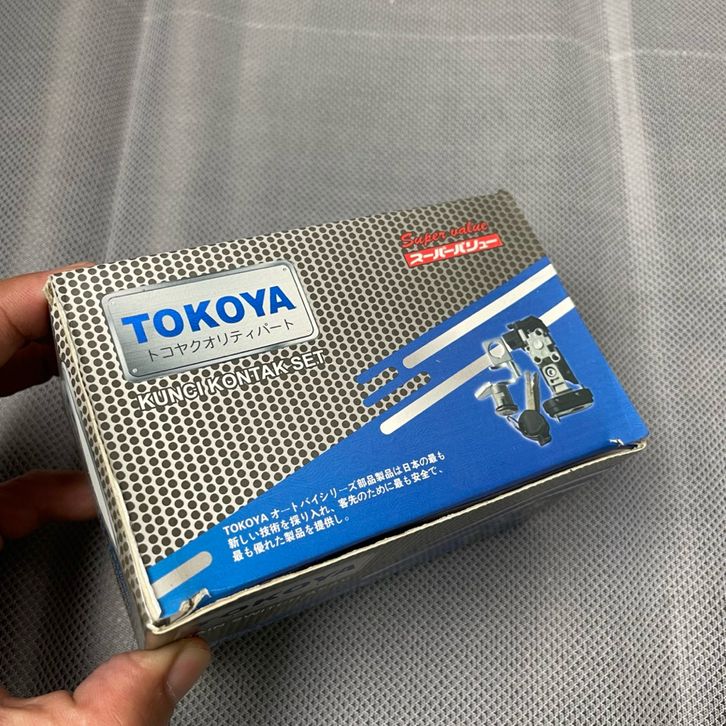 Super value
スーパーバリュー
TOKOYA
トコヤクオリティパート
KUNCI KONTAK SET
TOKOYA オートバイシリーズ部品製品は日本の最も
新しい技術を採り入れ、客先のために最も安全で、
最も優れた製品を提供し。
TOKOYA